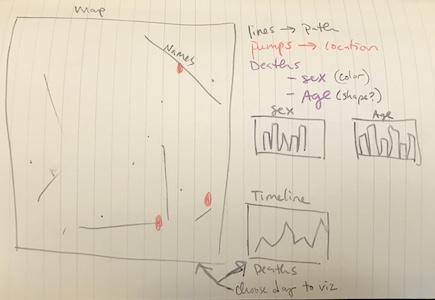 map
Names
lines → path
pumps → location
Deaths
- sex (color)
- Age (shape?)
sex
Age
Timeline
Deaths
choose day to viz